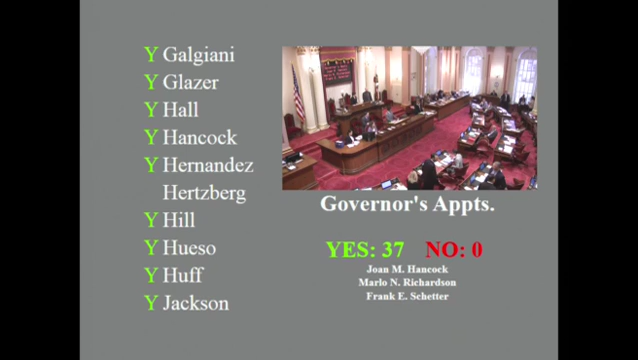 Y Galgiani
Y Glazer
Y Hall
Y Hancock
Y Hernandez
Hertzberg
Y Hill
Y Hueso
Y Huff
Y Jackson
Governor's Appts.
YES: 37 NO: 0
Joan M. Hancock
Marlo N. Richardson
Frank E. Schetter